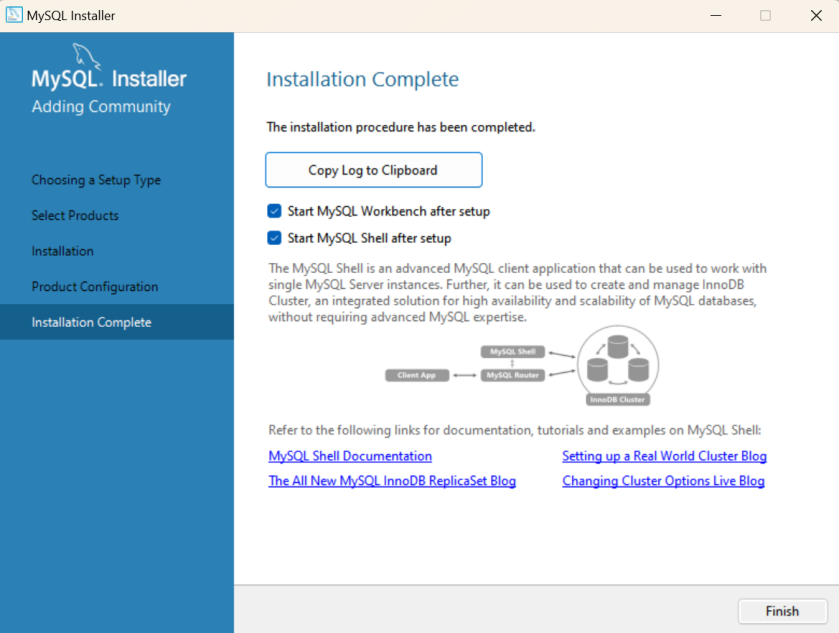 MySQL Installer
MySQL. Installer
Adding Community
Choosing a Setup Type
Select Products
Installation
Product Configuration
Installation Complete
Installation Complete
The installation procedure has been completed.
Copy Log to Clipboard
Start MySQL Workbench after setup
Start MySQL Shell after setup
The MySQL Shell is an advanced MySQL client application that can be used to work with
single MySQL Server instances. Further, it can be used to create and manage InnoDB
Cluster, an integrated solution for high availability and scalability of MySQL databases,
without requiring advanced MySQL expertise.
MySQL Shell
Client App
MySQL Router
InnoDB Cluster
Refer to the following links for documentation, tutorials and examples on MySQL Shell:
MySQL Shell Documentation
Setting up a Real World Cluster Blog
The All New MySQL InnoDB ReplicaSet Blog
Changing Cluster Options Live Blog
Finish